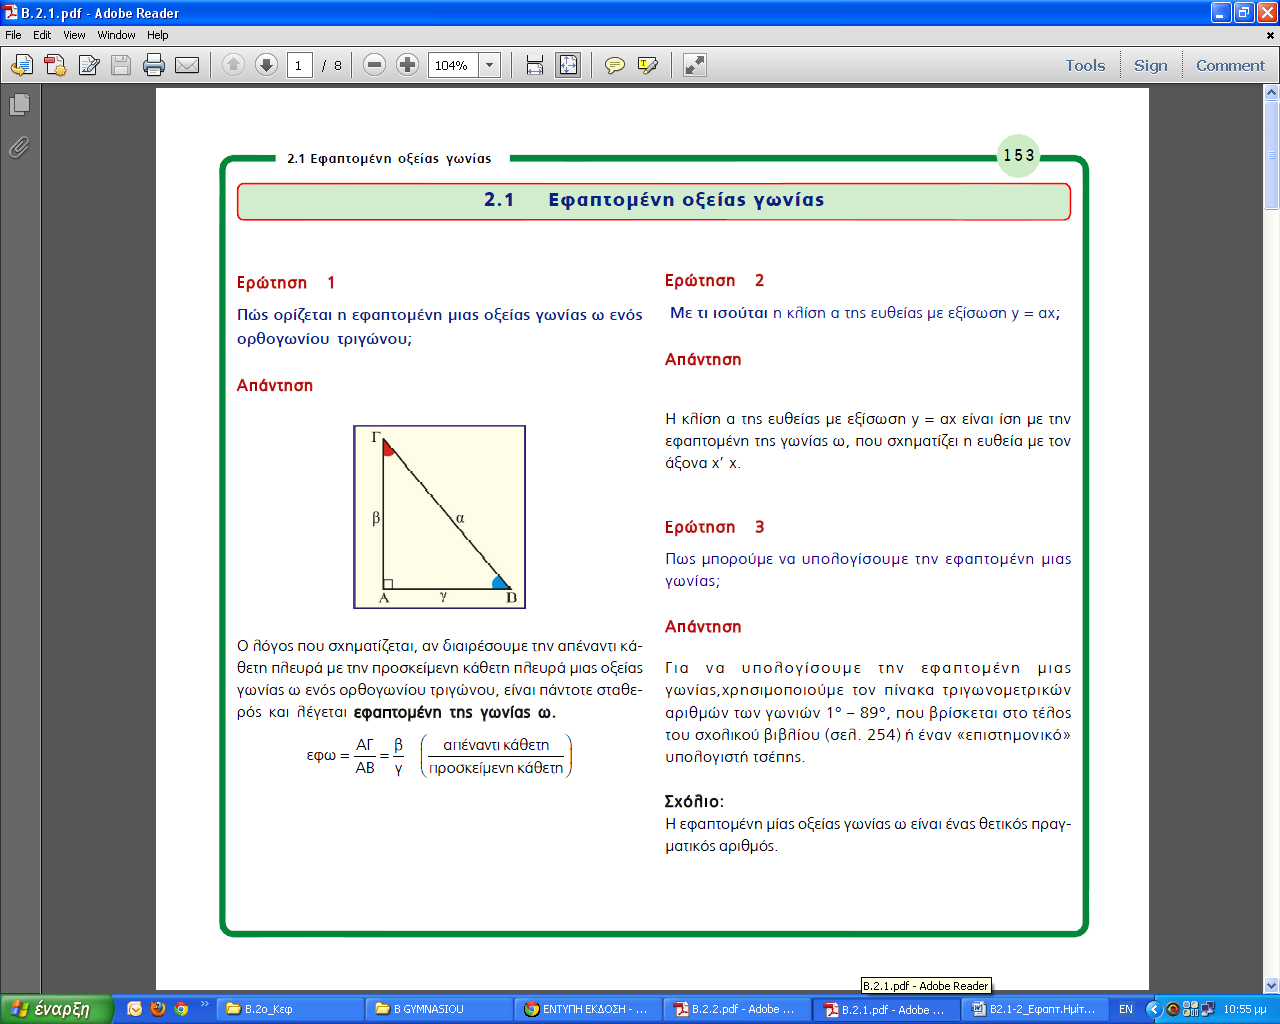 B.2.1.pdf - Adobe Reader
File Edit View Window Help
1 / 8 104% Tools Sign Comment
2.1 Εφαπτομένη οξείας γωνίας
153
2.1 Εφαπτομένη οξείας γωνίας
Ερώτηση 1
Πώς ορίζεται η εφαπτομένη μιας οξείας γωνίας ω ενός
ορθογωνίου τριγώνου;
Απάντηση
Γ
β
α
Α
γ
Β
Ο λόγος που σχηματίζεται, αν διαιρέσουμε την απέναντι κά-
θετη πλευρά με την προσκείμενη κάθετη πλευρά μιας οξείας
γωνίας ω ενός ορθογωνίου τριγώνου, είναι πάντοτε σταθε-
ρός και λέγεται εφαπτομένη της γωνίας ω.
εφω = ΑΓ/ΑΒ = β/γ (απέναντι κάθετη/προσκείμενη κάθετη)
Ερώτηση 2
Με τι ισούται η κλίση α της ευθείας με εξίσωση y = αx;
Απάντηση
Η κλίση α της ευθείας με εξίσωση y = αx είναι ίση με την
εφαπτομένη της γωνίας ω, που σχηματίζει η ευθεία με τον
άξονα x’ x.
Ερώτηση 3
Πως μπορούμε να υπολογίσουμε την εφαπτομένη μιας
γωνίας;
Απάντηση
Για να υπολογίσουμε την εφαπτομένη μιας
γωνίας,χρησιμοποιούμε τον πίνακα τριγωνομετρικών
αριθμών των γωνιών 1° – 89°, που βρίσκεται στο τέλος
του σχολικού βιβλίου (σελ. 254) ή έναν «επιστημονικό»
υπολογιστή τσέπης.
Σχόλιο:
Η εφαπτομένη μίας οξείας γωνίας ω είναι ένας θετικός πραγ-
ματικός αριθμός.
B.2.1.pdf - Adobe Reader
έναρξη B.2o_Κεφ B GYMNASIOU ΕΝΤΥΠΗ ΕΚΔΟΣΗ - ... B.2.2.pdf - Adobe ... B.2.1.pdf - Adobe ... B2.1-2_Εφαπτ.Ημίτ... EN 10:55 μμ